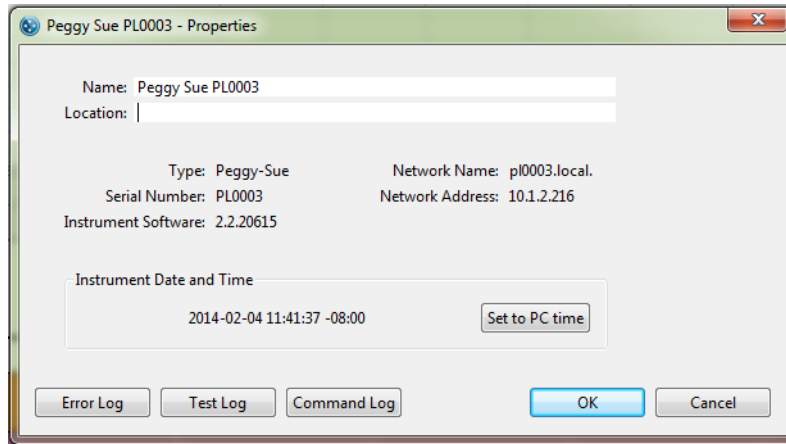 Peggy Sue PL0003 - Properties
Name: Peggy Sue PL0003
Location:
Type: Peggy-Sue Network Name: pl0003.local.
Serial Number: PL0003 Network Address: 10.1.2.216
Instrument Software: 2.2.20615
Instrument Date and Time
2014-02-04 11:41:37 -08:00 Set to PC time
Error Log Test Log Command Log OK Cancel